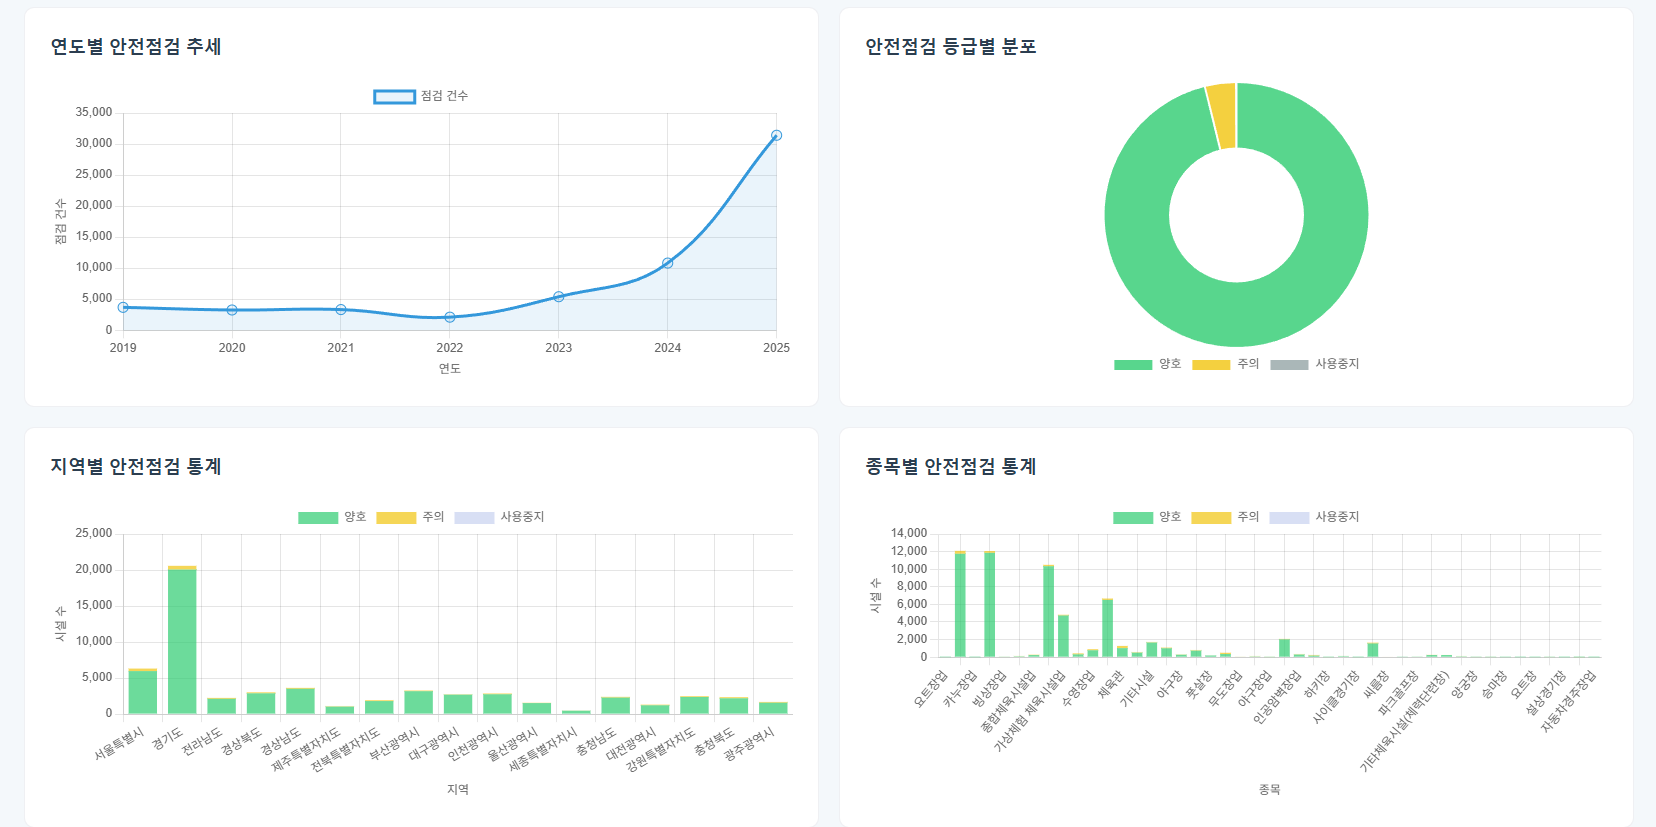 연도별 안전점검 추세
점검 건수
35,000
30,000
25,000
20,000
15,000
10,000
5,000
0
점검 건수
2019 2020 2021 2022 2023 2024 2025
연도
안전점검 등급별 분포
양호 주의 사용중지
지역별 안전점검 통계
양호 주의 사용중지
25,000
20,000
15,000
10,000
5,000
0
시설 수
서울특별시 경기도 전라남도 경상북도 경상남도 제주특별자치도 전북특별자치도 부산광역시 대구광역시 인천광역시 울산광역시 세종특별자치시 충청남도 대전광역시 강원특별자치도 충청북도 광주광역시
지역
종목별 안전점검 통계
양호 주의 사용중지
14,000
12,000
10,000
8,000
6,000
4,000
2,000
0
시설 수
요트장업 카누장업 빙상장업 종합체육시설업 가상체험 체육시설업 수영장업 체육관 기타시설 야구장 풋살장 무도장업 야구장업 인공암벽장업 하키장 사이클경기장 씨름장 파크골프장 기타체육시설(체력단련장) 양궁장 승마장 요트장 설상경기장 자동차경주장업
종목